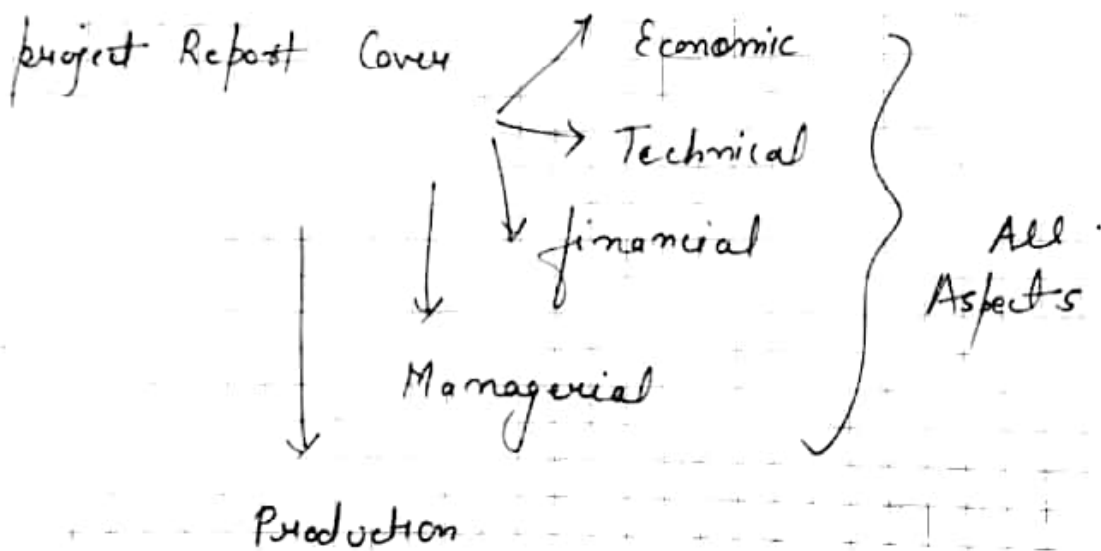 project Report Cover
Economic
Technical
financial
All
Aspects
Managerial
Production